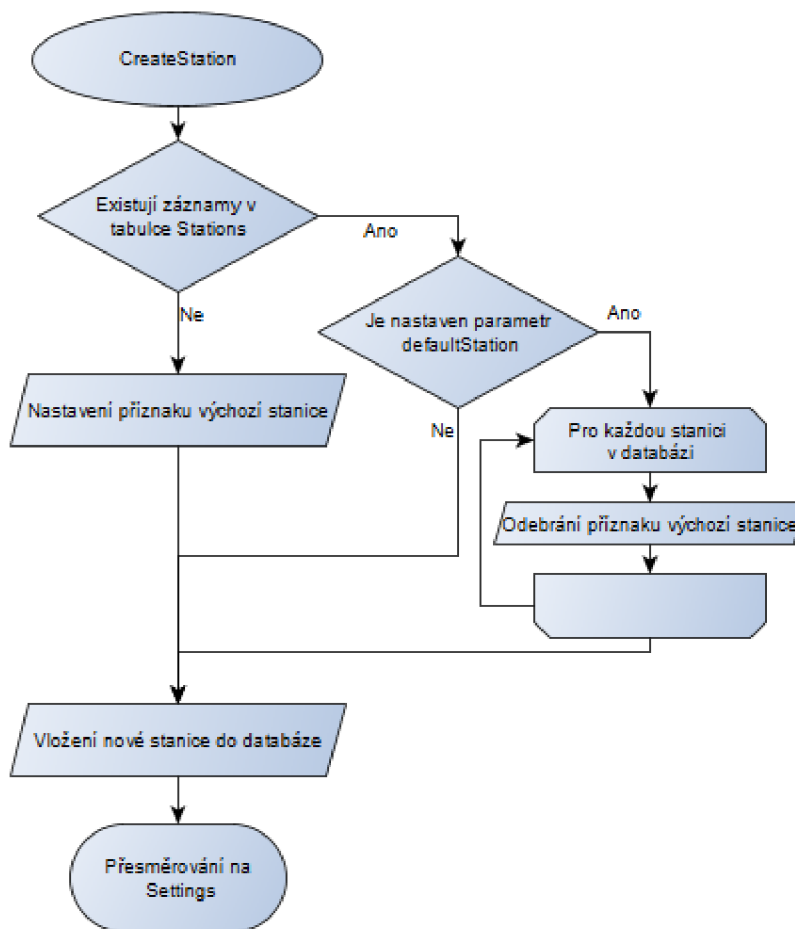 CreateStation
Existují záznamy v
tabulce Stations
Ano
Ne
Je nastaven parametr
defaultStation
Ano
Ne
Nastavení příznaku výchozí stanice
Pro každou stanici
v databázi
Odebrání příznaku výchozí stanice
Vložení nové stanice do databáze
Přesměrování na
Settings